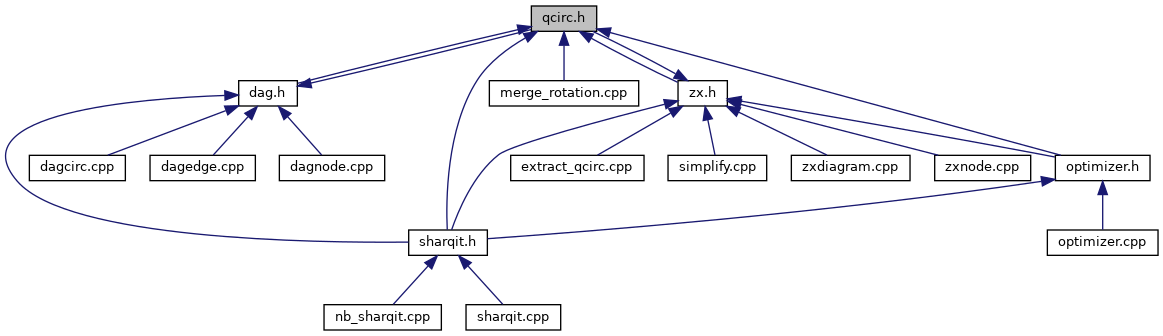 qcirc.h
dag.h
merge_rotation.cpp
zx.h
dagcirc.cpp
dagedge.cpp
dagnode.cpp
extract_qcirc.cpp
simplify.cpp
zxdiagram.cpp
zxnode.cpp
optimizer.h
sharqit.h
optimizer.cpp
nb_sharqit.cpp
sharqit.cpp